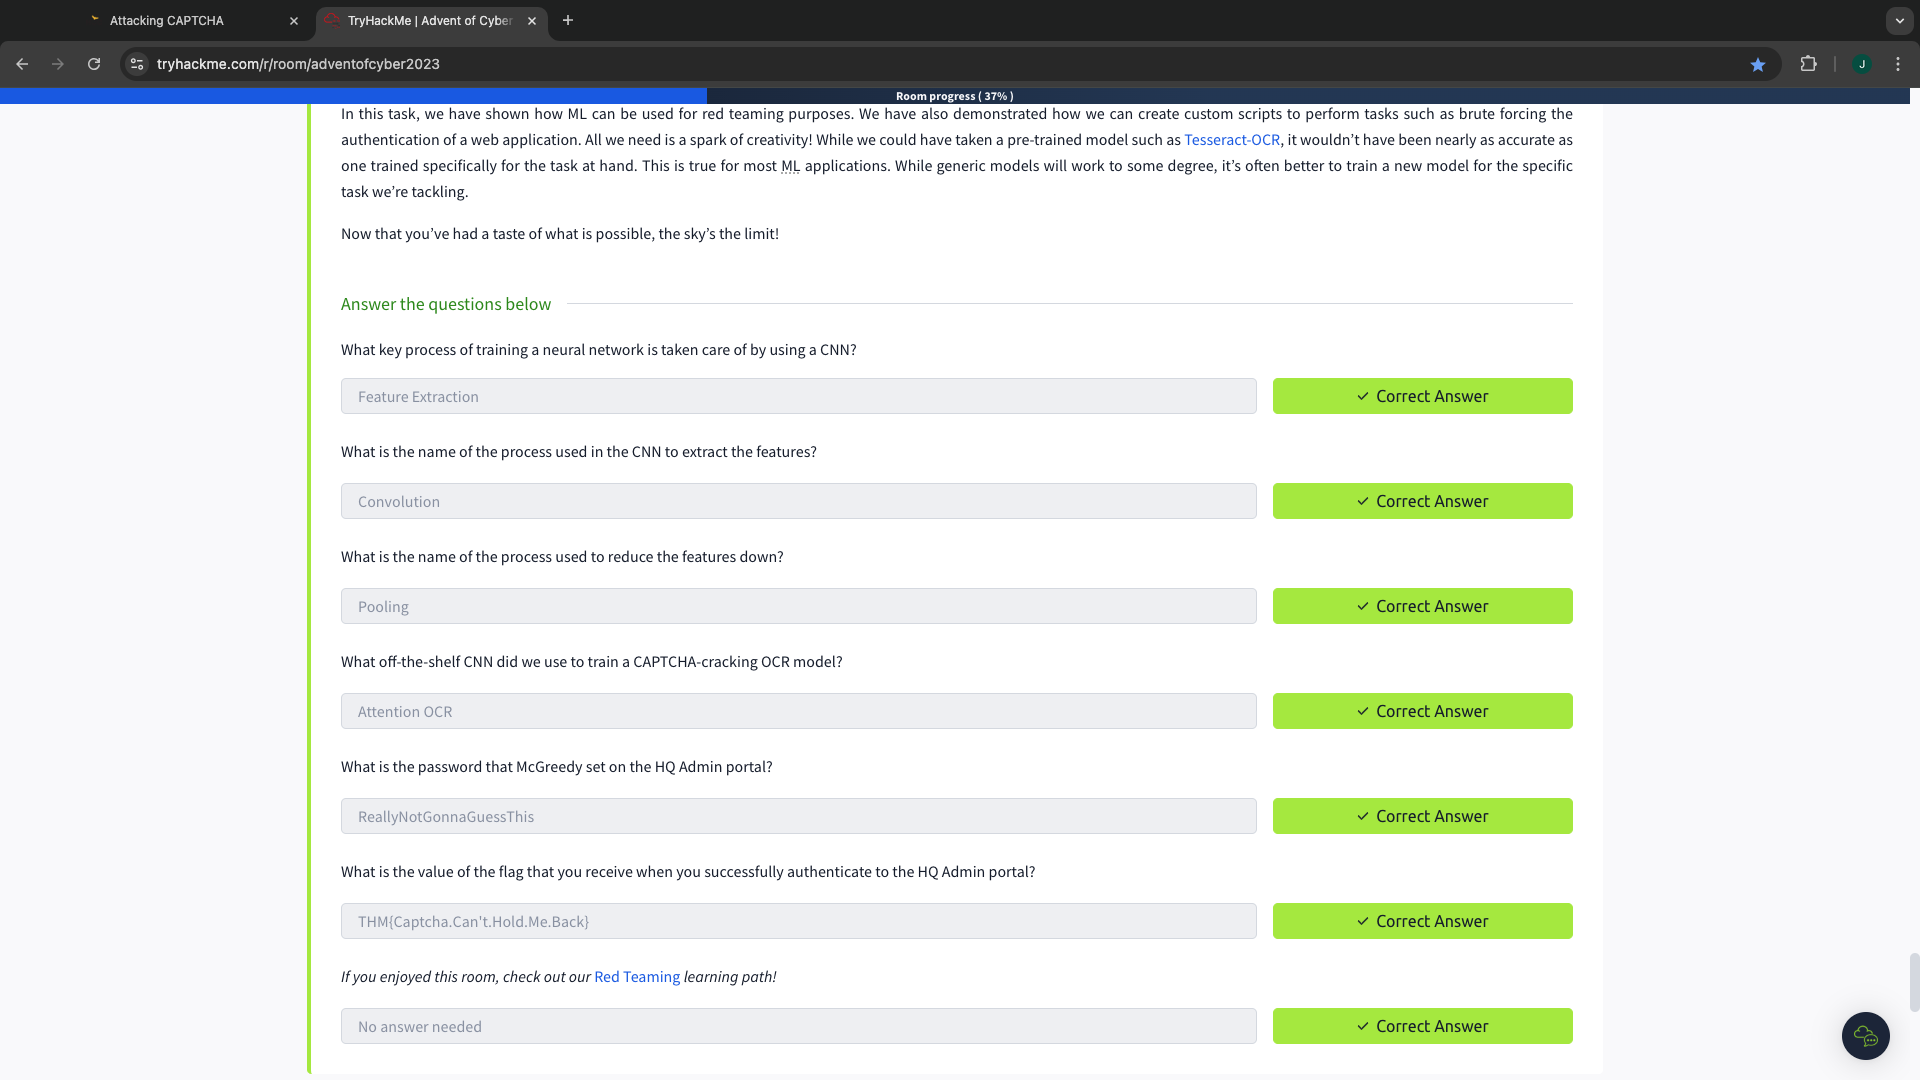 Attacking CAPTCHA
TryHackMe | Advent of Cyber
tryhackme.com/r/room/adventofcyber2023
J
Room progress ( 37% )
In this task, we have shown how ML can be used for red teaming purposes. We have also demonstrated how we can create custom scripts to perform tasks such as brute forcing the
authentication of a web application. All we need is a spark of creativity! While we could have taken a pre-trained model such as Tesseract-OCR, it wouldn’t have been nearly as accurate as
one trained specifically for the task at hand. This is true for most ML applications. While generic models will work to some degree, it’s often better to train a new model for the specific
task we’re tackling.
Now that you’ve had a taste of what is possible, the sky’s the limit!
Answer the questions below
What key process of training a neural network is taken care of by using a CNN?
Feature Extraction
Correct Answer
What is the name of the process used in the CNN to extract the features?
Convolution
Correct Answer
What is the name of the process used to reduce the features down?
Pooling
Correct Answer
What off-the-shelf CNN did we use to train a CAPTCHA-cracking OCR model?
Attention OCR
Correct Answer
What is the password that McGreedy set on the HQ Admin portal?
ReallyNotGonnaGuessThis
Correct Answer
What is the value of the flag that you receive when you successfully authenticate to the HQ Admin portal?
THM{Captcha.Can't.Hold.Me.Back}
Correct Answer
If you enjoyed this room, check out our Red Teaming learning path!
No answer needed
Correct Answer